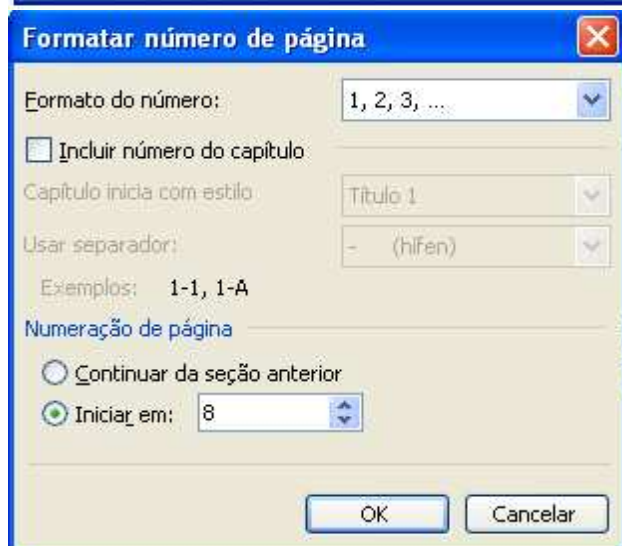 Formatar número de página
Formato do número: 1, 2, 3, ...
Incluir número do capítulo
Capítulo inicia com estilo Título 1
Usar separador: - (hífen)
Exemplos: 1-1, 1-A
Numeração de página
Continuar da seção anterior
Iniciar em: 8
OK Cancelar